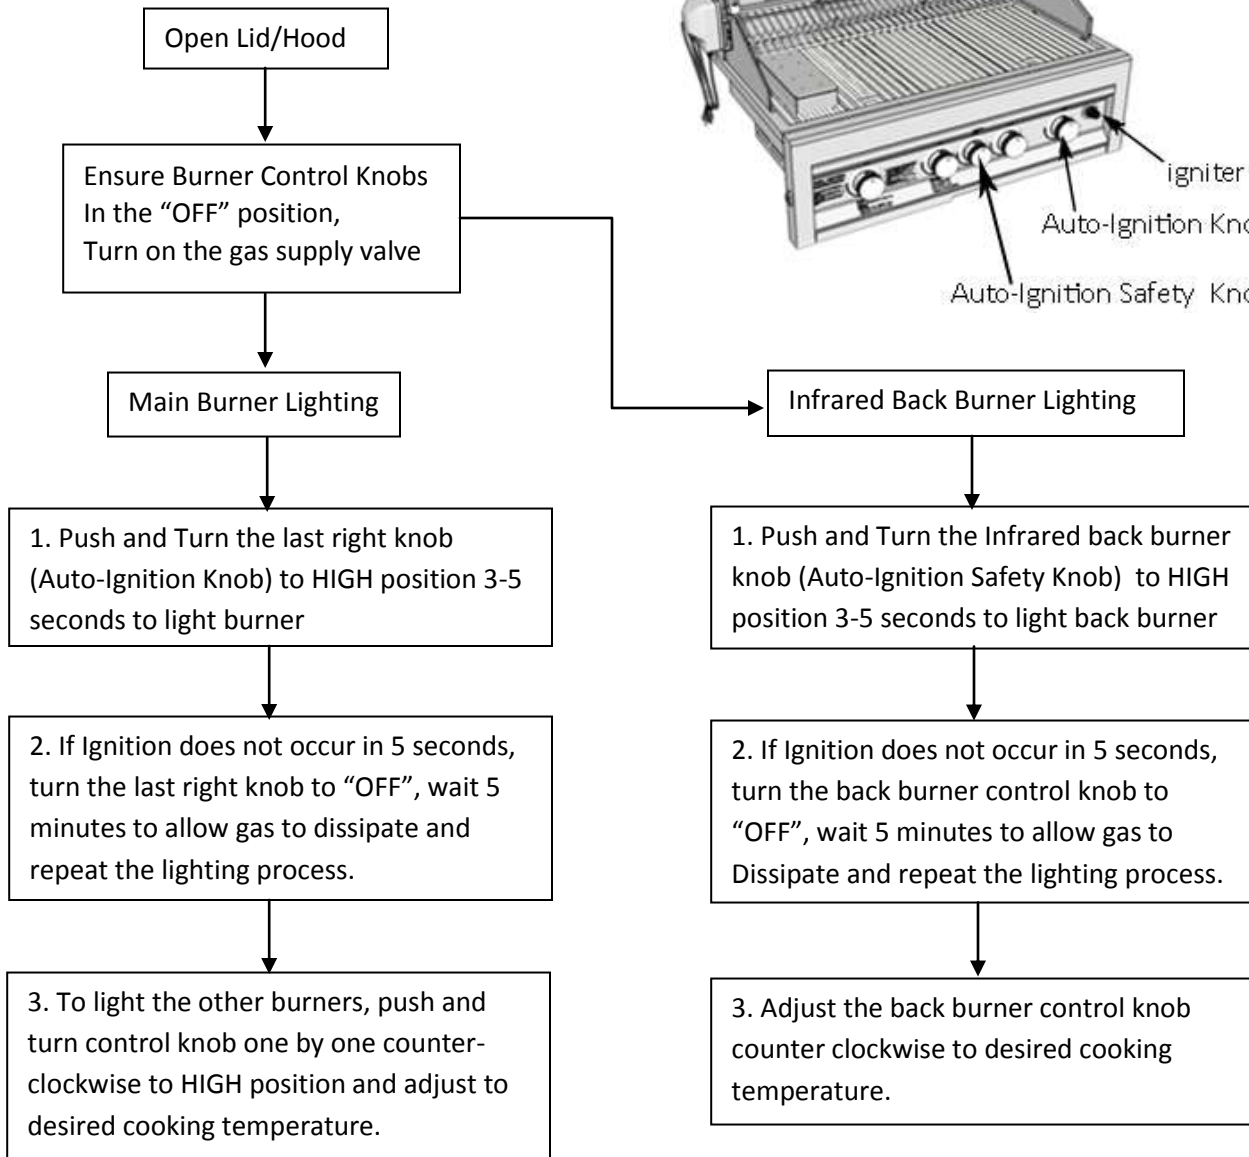 Open Lid/Hood
igniter
Auto-Ignition
Auto-Ignition Safety
Ensure Burner Control Knobs
In the “OFF” position,
Turn on the gas supply valve
Main Burner Lighting
1. Push and Turn the last right knob
(Auto-Ignition Knob) to HIGH position 3-5
seconds to light burner
2. If Ignition does not occur in 5 seconds,
turn the last right knob to “OFF”, wait 5
minutes to allow gas to dissipate and
repeat the lighting process.
3. To light the other burners, push and
turn control knob one by one counter-
clockwise to HIGH position and adjust to
desired cooking temperature.
Infrared Back Burner Lighting
1. Push and Turn the Infrared back burner
knob (Auto-Ignition Safety Knob)  to HIGH
position 3-5 seconds to light back burner
2. If Ignition does not occur in 5 seconds,
turn the back burner control knob to
“OFF”, wait 5 minutes to allow gas to
Dissipate and repeat the lighting process.
3. Adjust the back burner control knob
counter clockwise to desired cooking
temperature.